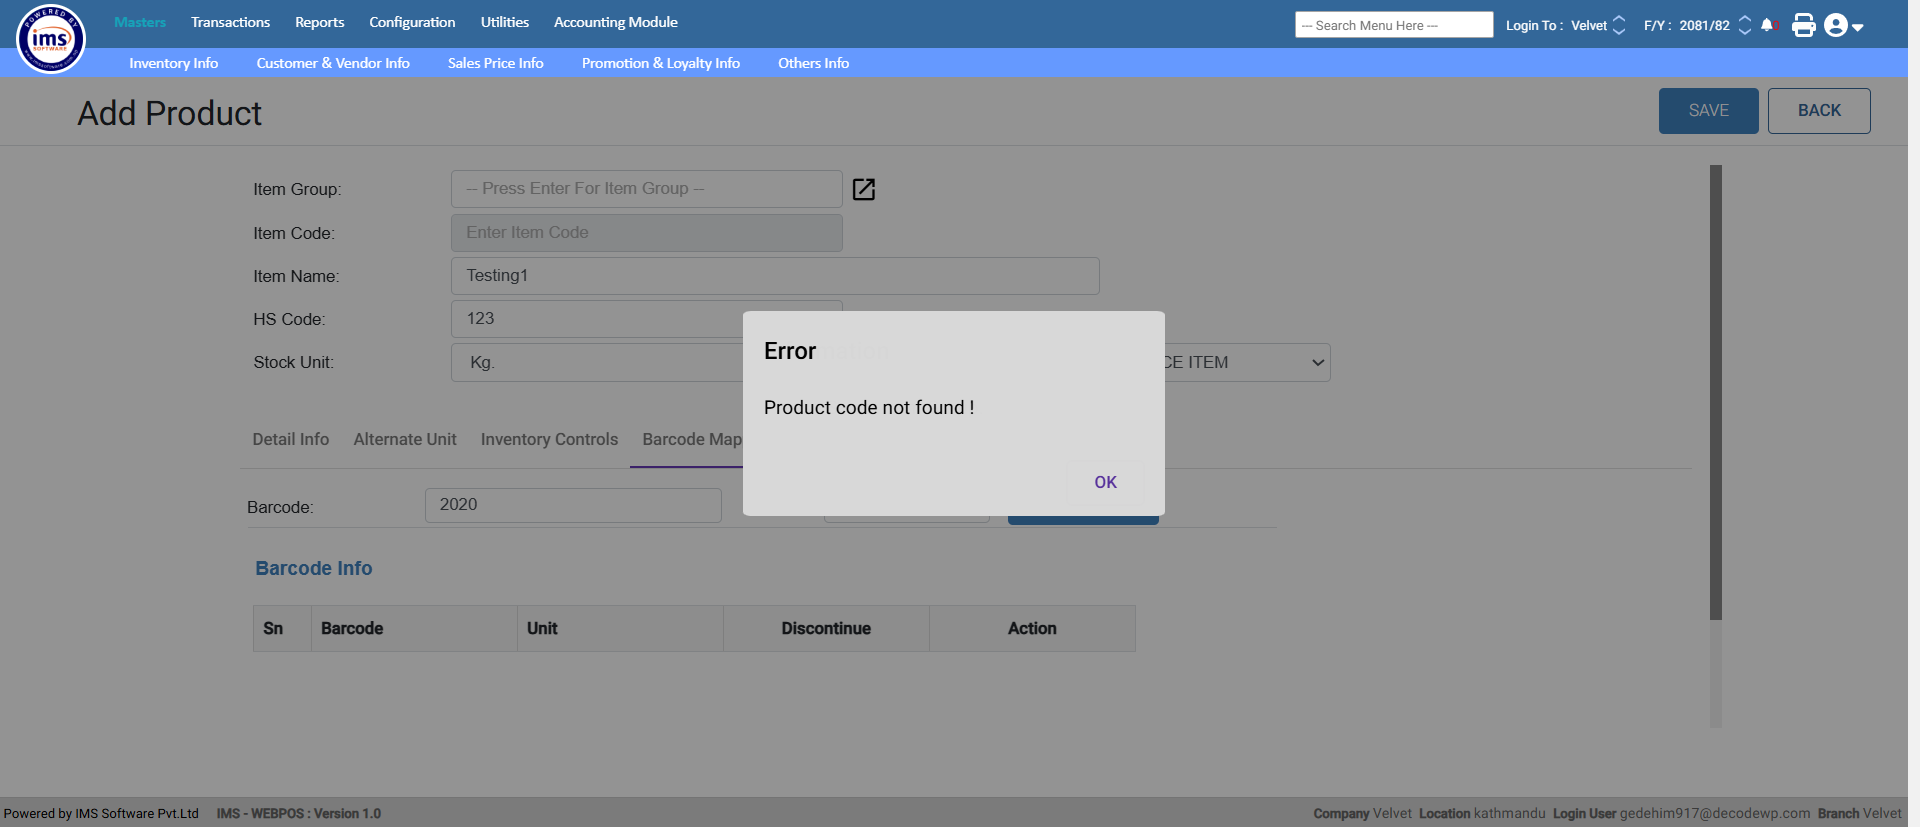 POWERED BY
ims
SOFTWARE
Masters Transactions Reports Configuration Utilities Accounting Module
--- Search Menu Here --- Login To : Velvet F/Y : 2081/82
Inventory Info Customer & Vendor Info Sales Price Info Promotion & Loyalty Info Others Info
Add Product SAVE BACK
Item Group: -- Press Enter For Item Group --
Item Code: Enter Item Code
Item Name: Testing1
HS Code: 123
Stock Unit: Kg. CE ITEM
Error
Product code not found !
OK
Detail Info Alternate Unit Inventory Controls Barcode Map
Barcode: 2020
Barcode Info
Sn Barcode Unit Discontinue Action
Powered by IMS Software Pvt.Ltd IMS - WEBPOS : Version 1.0 Company Velvet Location kathmandu Login User gedehim917@decodewp.com Branch Velvet